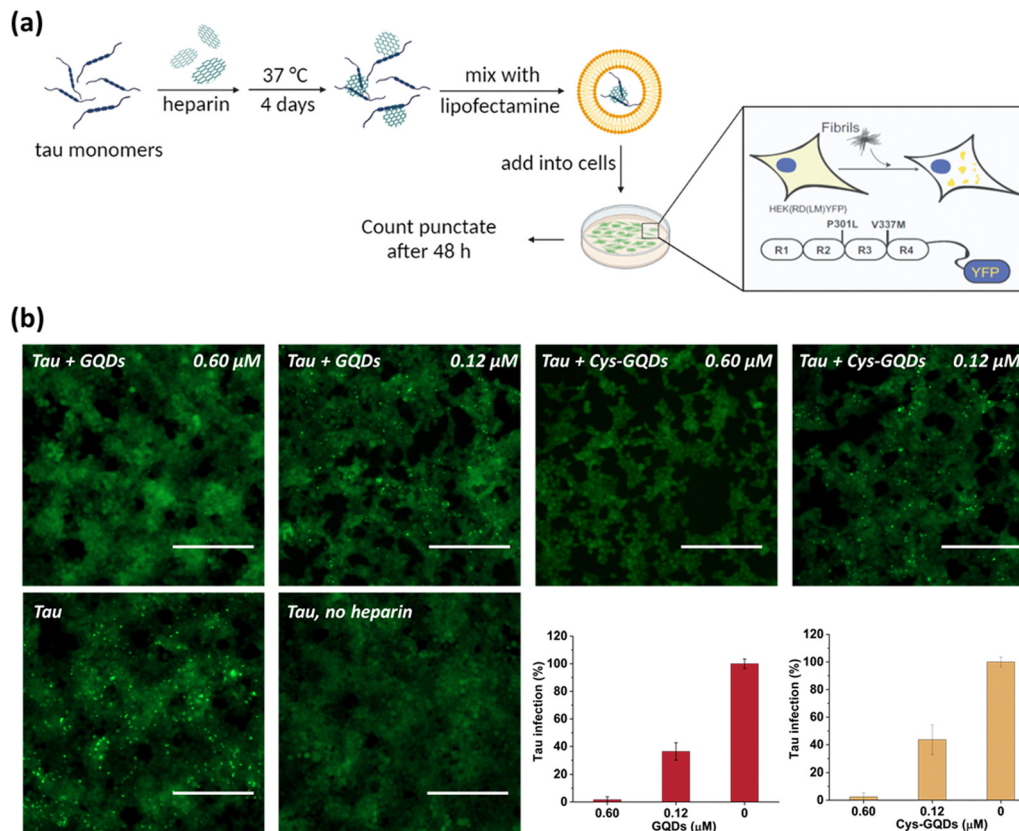 (a)
tau monomers
heparin
37 °C
4 days
mix with
lipofectamine
add into cells
Count punctate
after 48 h
Fibrils
HEK{RD(LM)YFP}
P301L V337M
R1 R2 R3 R4
YFP
(b)
Tau + GQDs 0.60 μM
Tau + GQDs 0.12 μM
Tau + Cys-GQDs 0.60 μM
Tau + Cys-GQDs 0.12 μM
Tau
Tau, no heparin
Tau infection (%)
120
100
80
60
40
20
0
0.60 0.12 0
GQDs (μM)
Tau infection (%)
120
100
80
60
40
20
0
0.60 0.12 0
Cys-GQDs (μM)